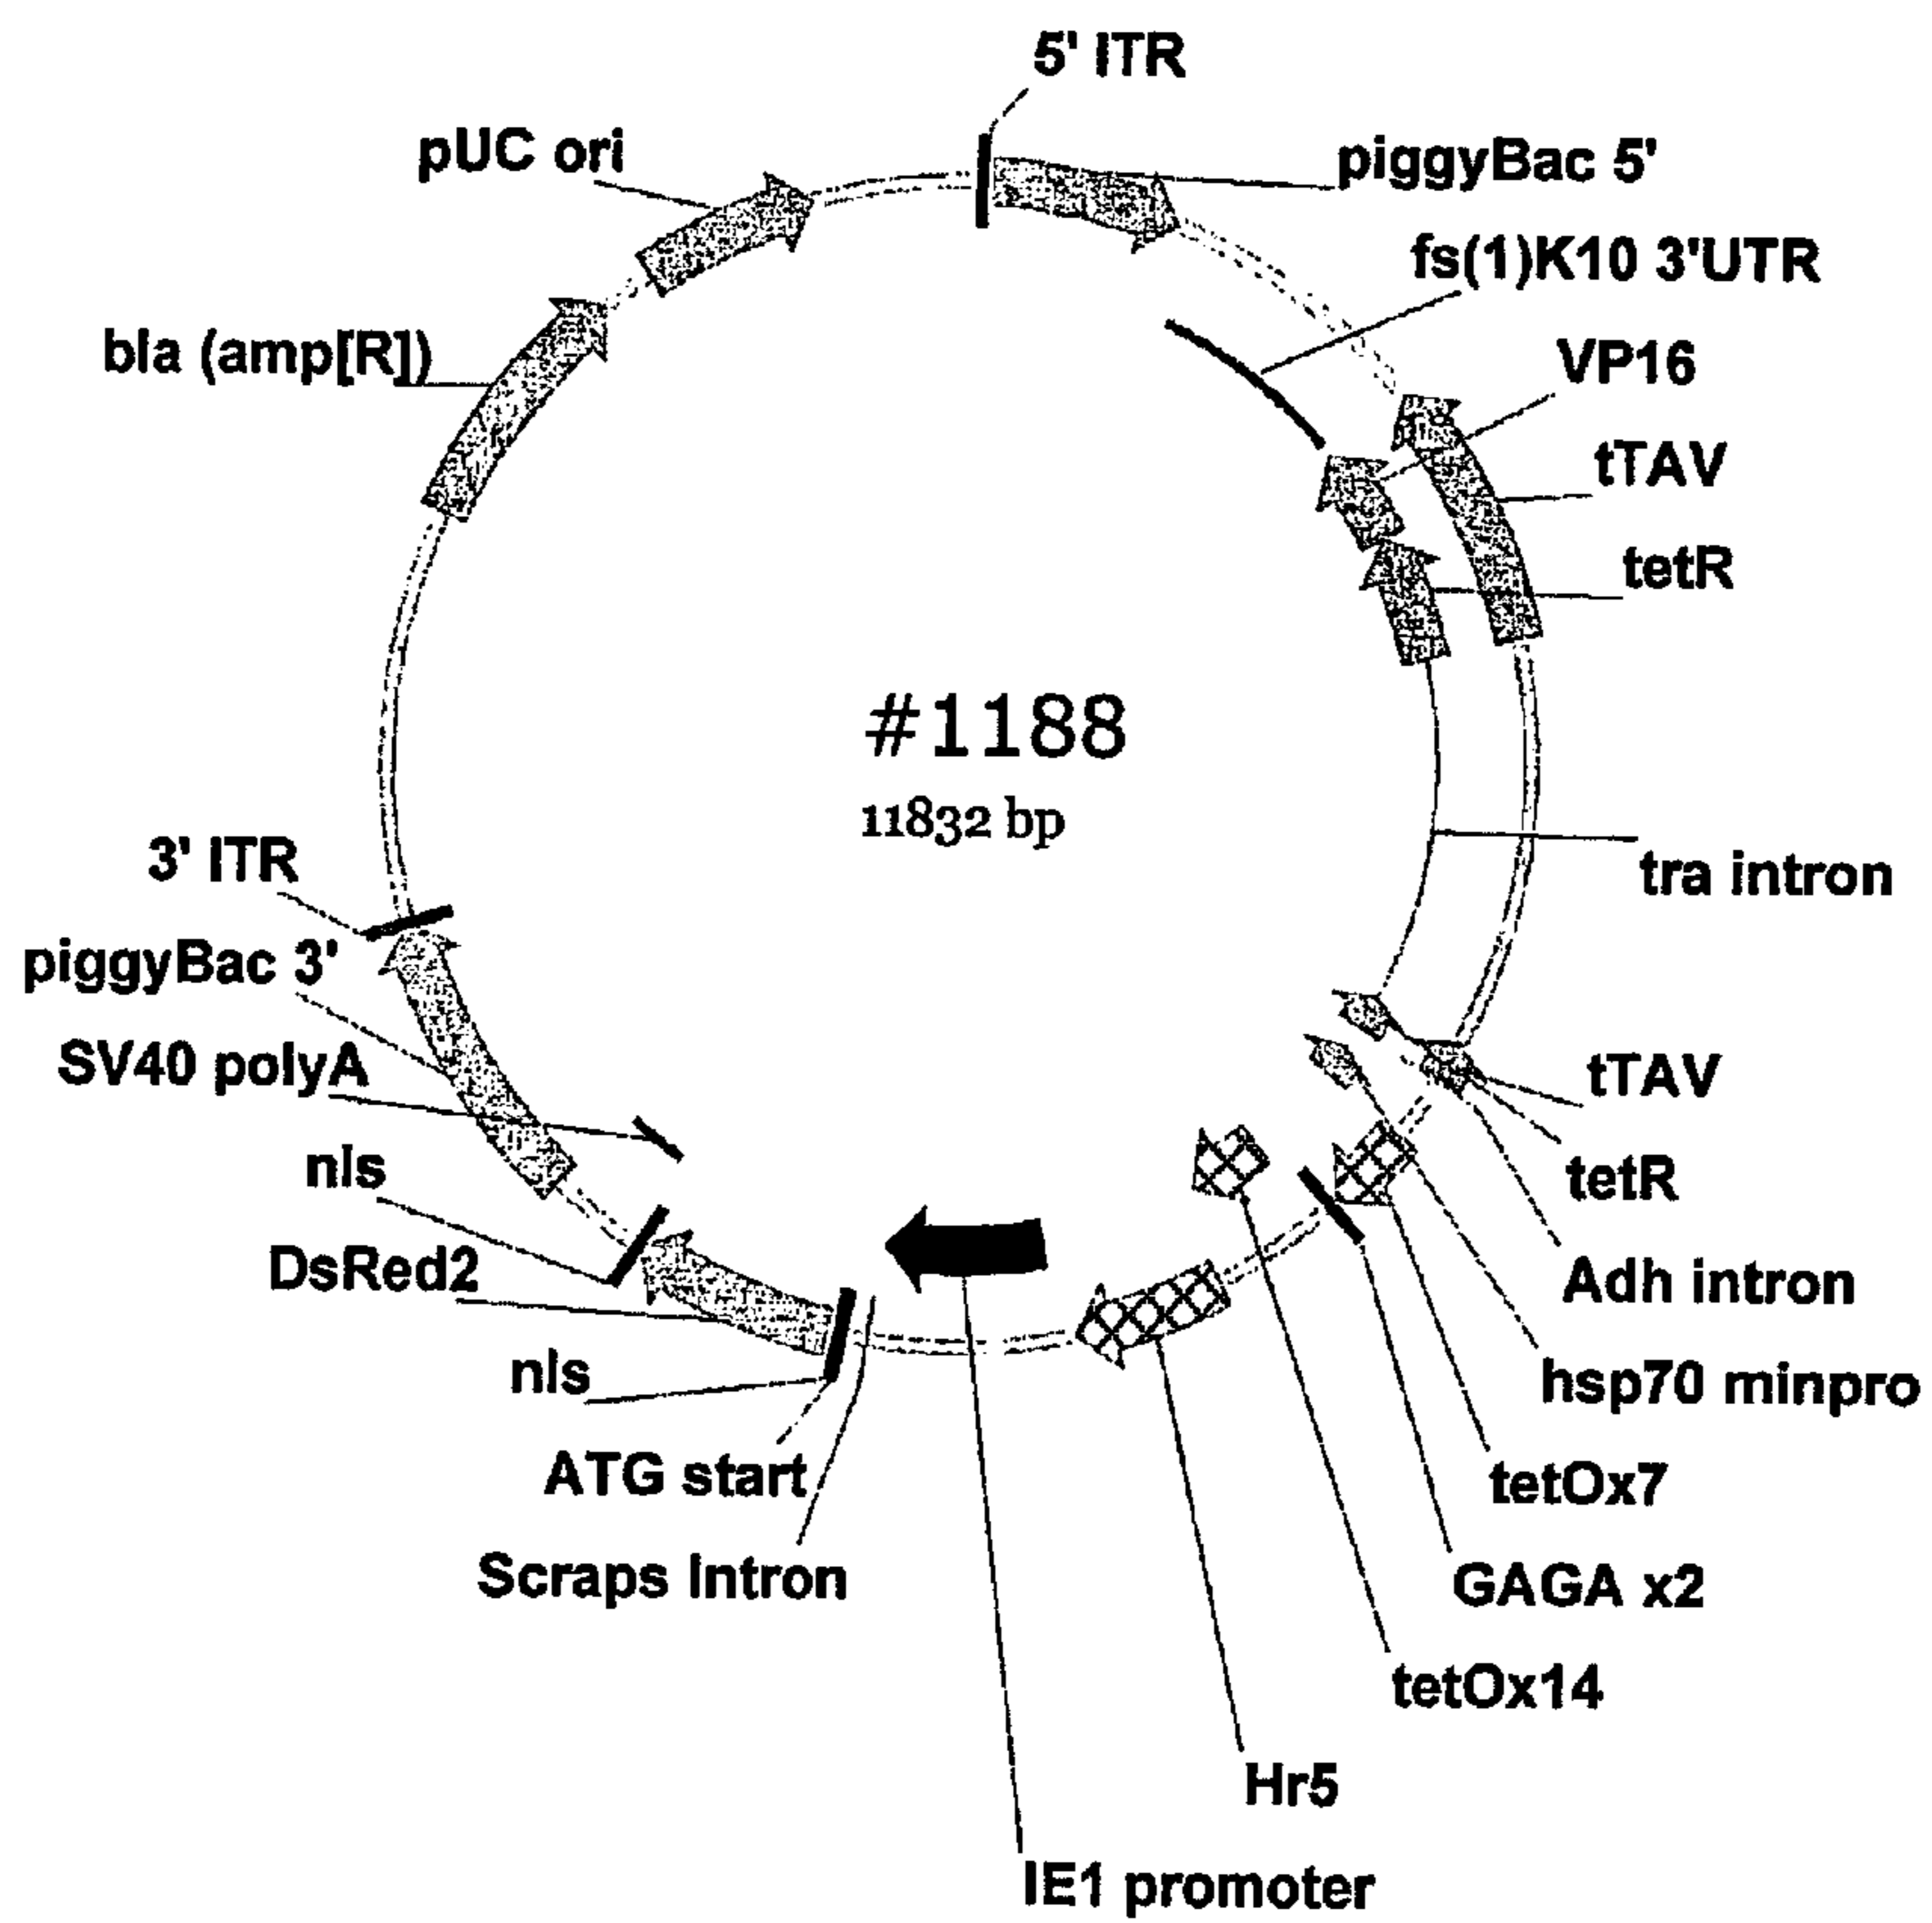 5' ITR
pUC ori
piggyBac 5'
fs(1)K10 3'UTR
bla (amp[R])
VP16
tTAV
tetR
#1188
11832 bp
3' ITR
tra intron
piggyBac 3'
SV40 polyA
tTAV
nls
tetR
DsRed2
Adh intron
nls
hsp70 minpro
ATG start
tetOx7
Scraps Intron
GAGA x2
tetOx14
Hr5
IE1 promoter